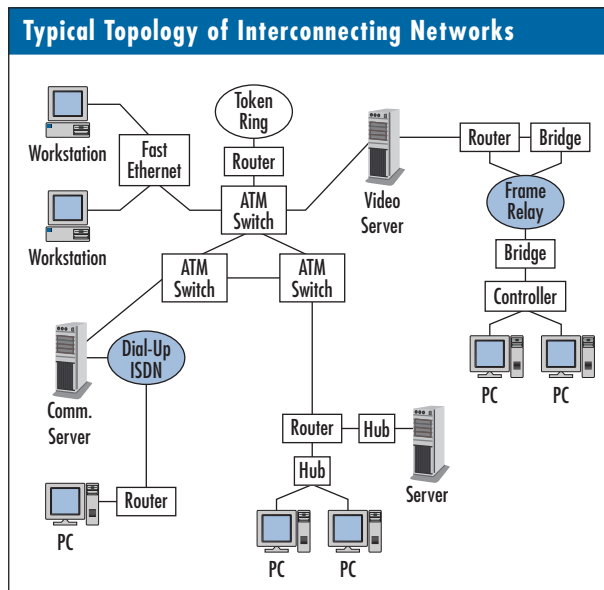 Typical Topology of Interconnecting Networks
Token
Ring
Workstation
Fast
Ethernet
Router
Router
Bridge
ATM
Switch
Video
Server
Frame
Relay
Workstation
Bridge
ATM
Switch
ATM
Switch
Controller
Dial-Up
ISDN
PC
PC
Comm.
Server
Router
Hub
Hub
Server
Router
PC
PC
PC